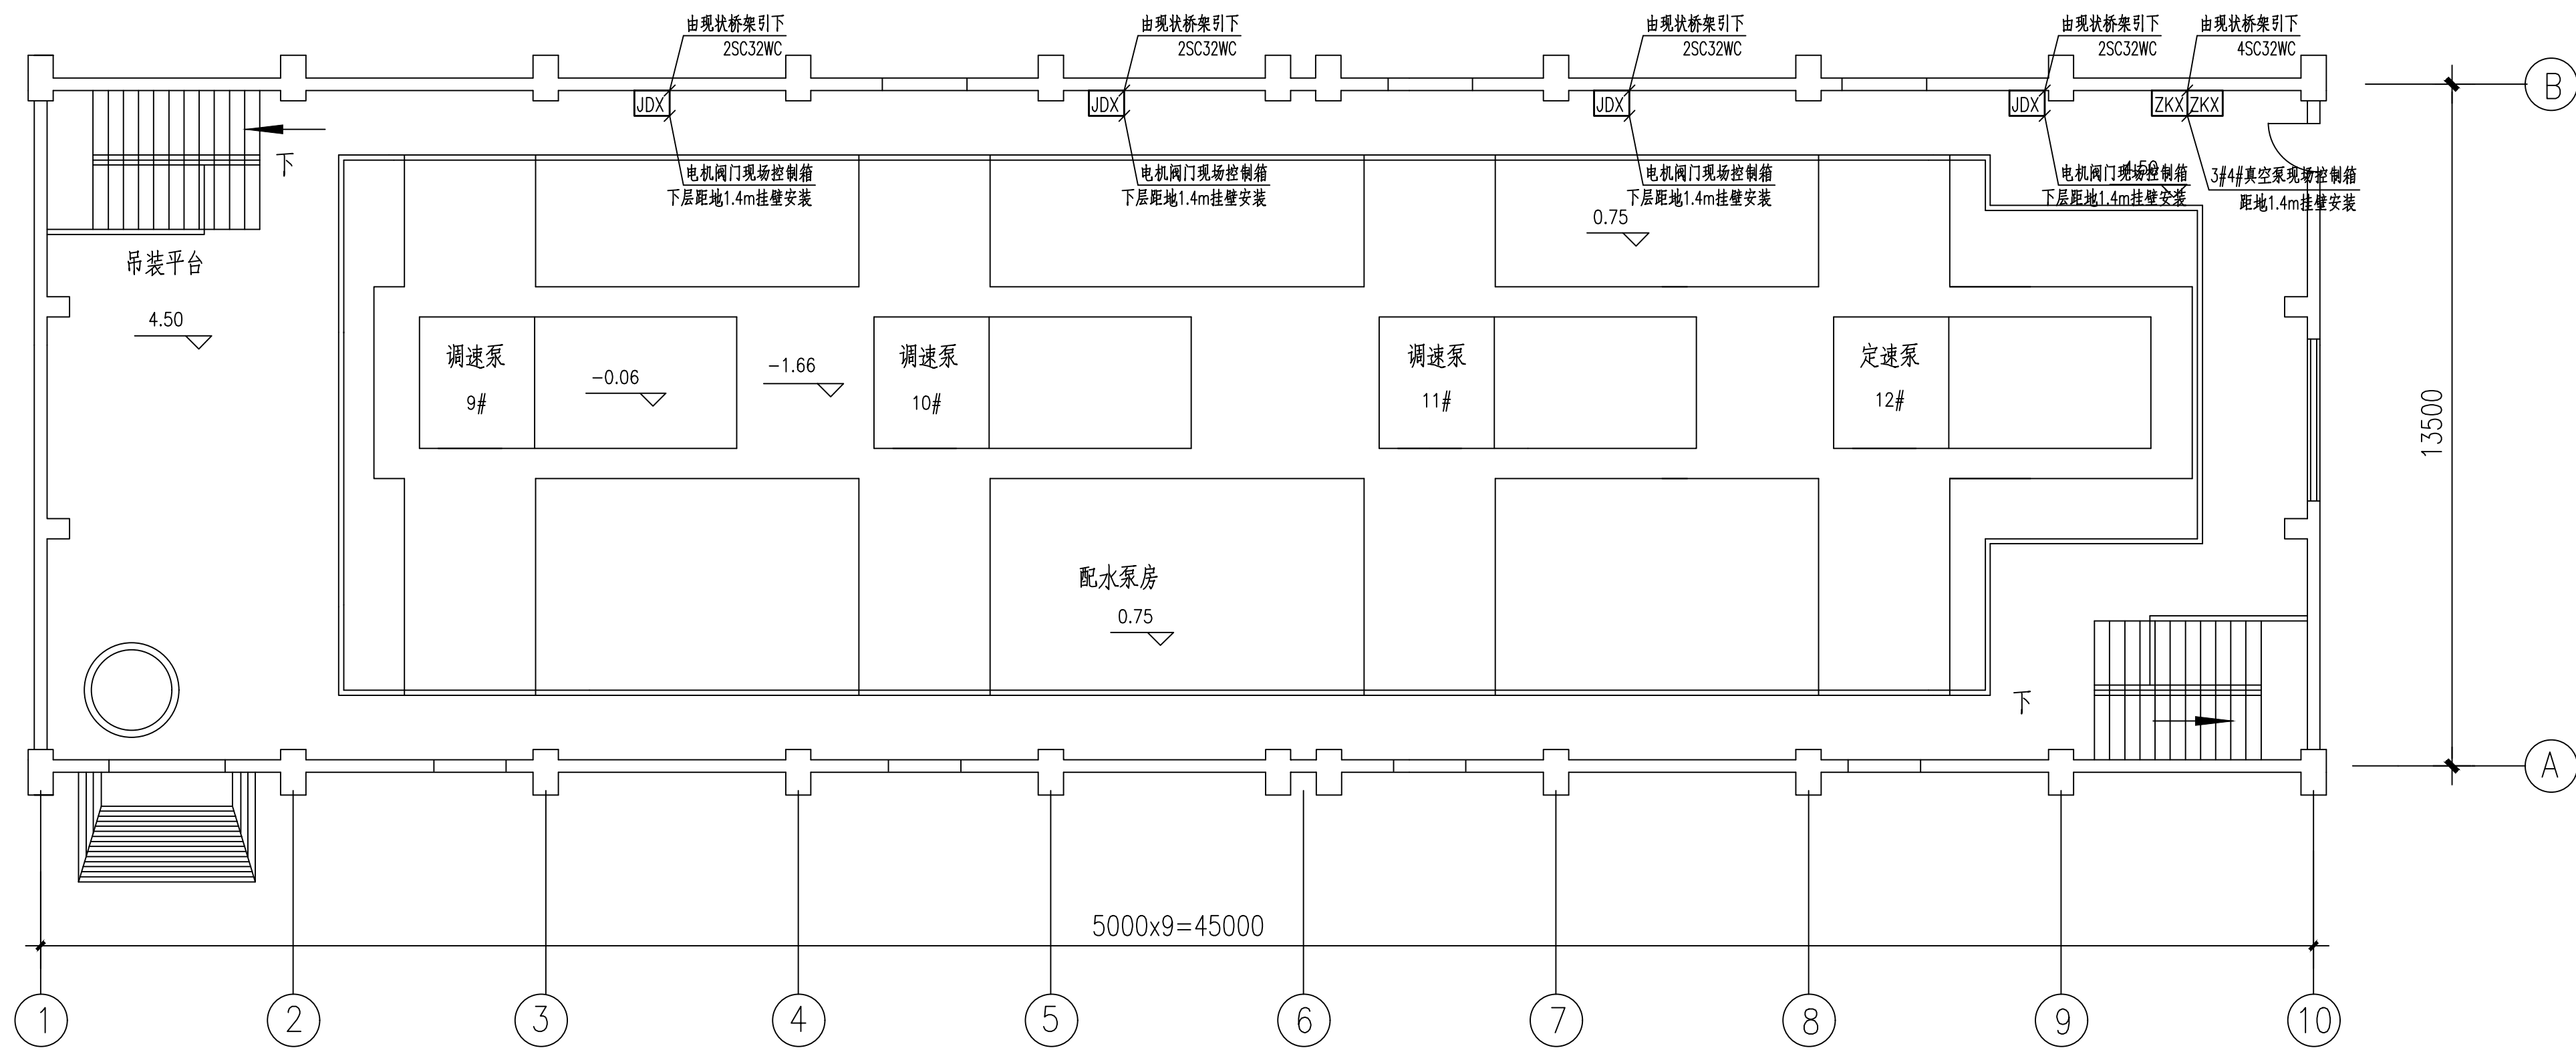 由现状桥架引下
2SC32WC
由现状桥架引下
2SC32WC
由现状桥架引下
2SC32WC
由现状桥架引下
2SC32WC
由现状桥架引下
4SC32WC
B
JDX
JDX
JDX
JDX
ZKX
ZKX
下
电机阀门现场控制箱
下层距地1.4m挂壁安装
电机阀门现场控制箱
下层距地1.4m挂壁安装
电机阀门现场控制箱
下层距地1.4m挂壁安装
4.50
电机阀门现场控制箱
下层距地1.4m挂壁安装
3#4#真空泵现场控制箱
距地1.4m挂壁安装
0.75
吊装平台
4.50
调速泵
9#
-0.06
-1.66
调速泵
10#
调速泵
11#
定速泵
12#
13500
配水泵房
0.75
下
A
5000x9=45000
1
2
3
4
5
6
7
8
9
10